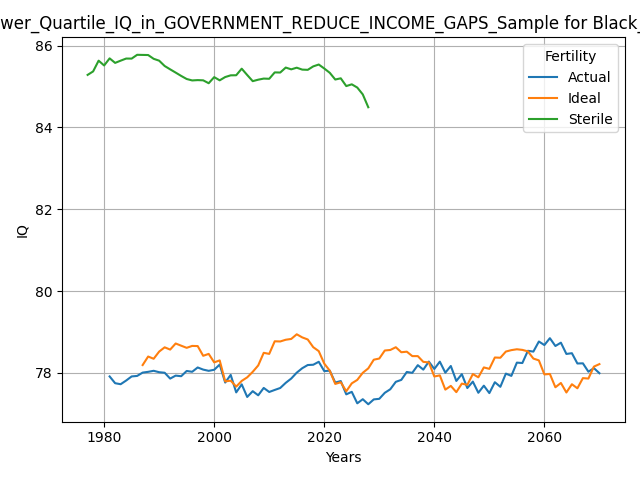 wer_Quartile_IQ_in_GOVERNMENT_REDUCE_INCOME_GAPS_Sample for Black_
86
84
82
80
78
IQ
Fertility
Actual
Ideal
Sterile
1980
2000
2020
2040
2060
Years